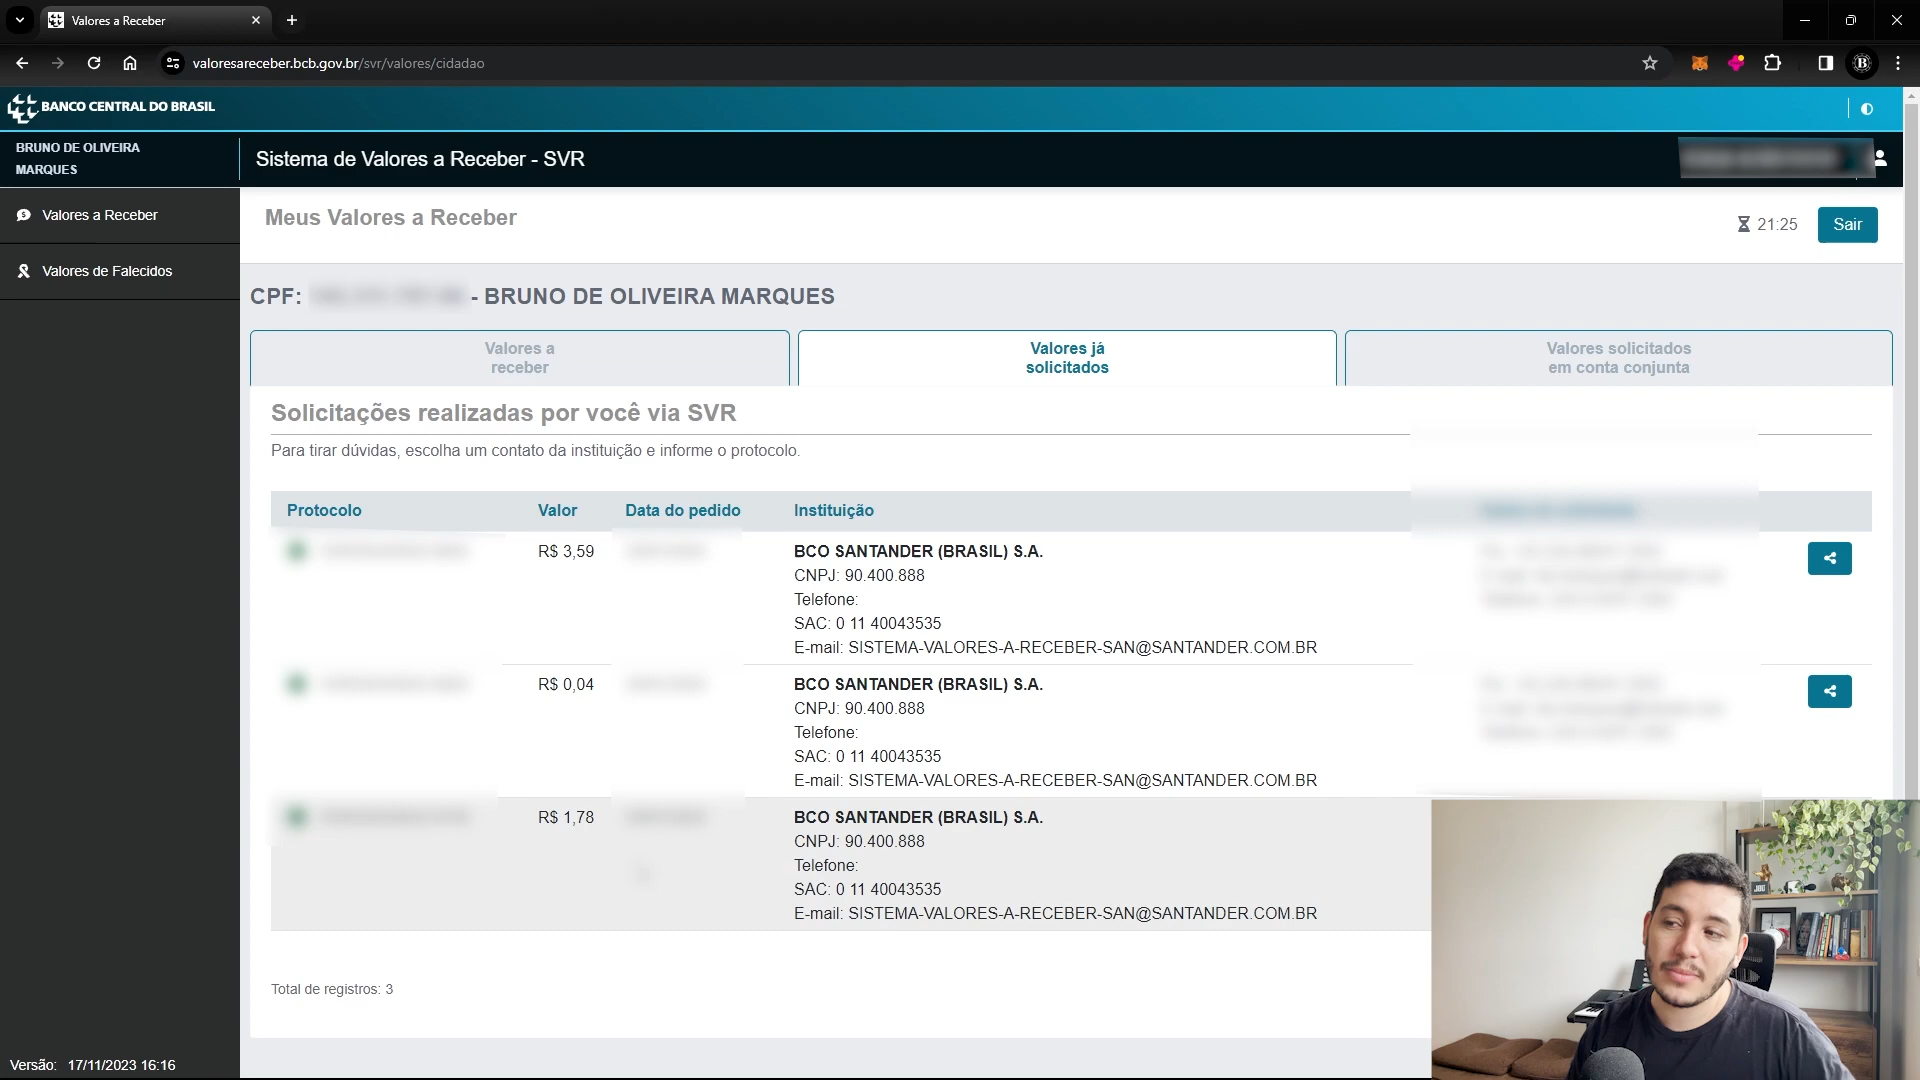 Valores a Receber
valoresareceber.bcb.gov.br/svr/valores/cidadao
BANCO CENTRAL DO BRASIL
BRUNO DE OLIVEIRA
MARQUES
Sistema de Valores a Receber - SVR
Valores a Receber
Valores de Falecidos
Meus Valores a Receber
21:25
Sair
CPF: - BRUNO DE OLIVEIRA MARQUES
Valores a
receber
Valores já
solicitados
Valores solicitados
em conta conjunta
Solicitações realizadas por você via SVR
Para tirar dúvidas, escolha um contato da instituição e informe o protocolo.
Protocolo Valor Data do pedido Instituição
R$ 3,59 BCO SANTANDER (BRASIL) S.A.
CNPJ: 90.400.888
Telefone:
SAC: 0 11 40043535
E-mail: SISTEMA-VALORES-A-RECEBER-SAN@SANTANDER.COM.BR
R$ 0,04 BCO SANTANDER (BRASIL) S.A.
CNPJ: 90.400.888
Telefone:
SAC: 0 11 40043535
E-mail: SISTEMA-VALORES-A-RECEBER-SAN@SANTANDER.COM.BR
R$ 1,78 BCO SANTANDER (BRASIL) S.A.
CNPJ: 90.400.888
Telefone:
SAC: 0 11 40043535
E-mail: SISTEMA-VALORES-A-RECEBER-SAN@SANTANDER.COM.BR
Total de registros: 3
Versão: 17/11/2023 16:16